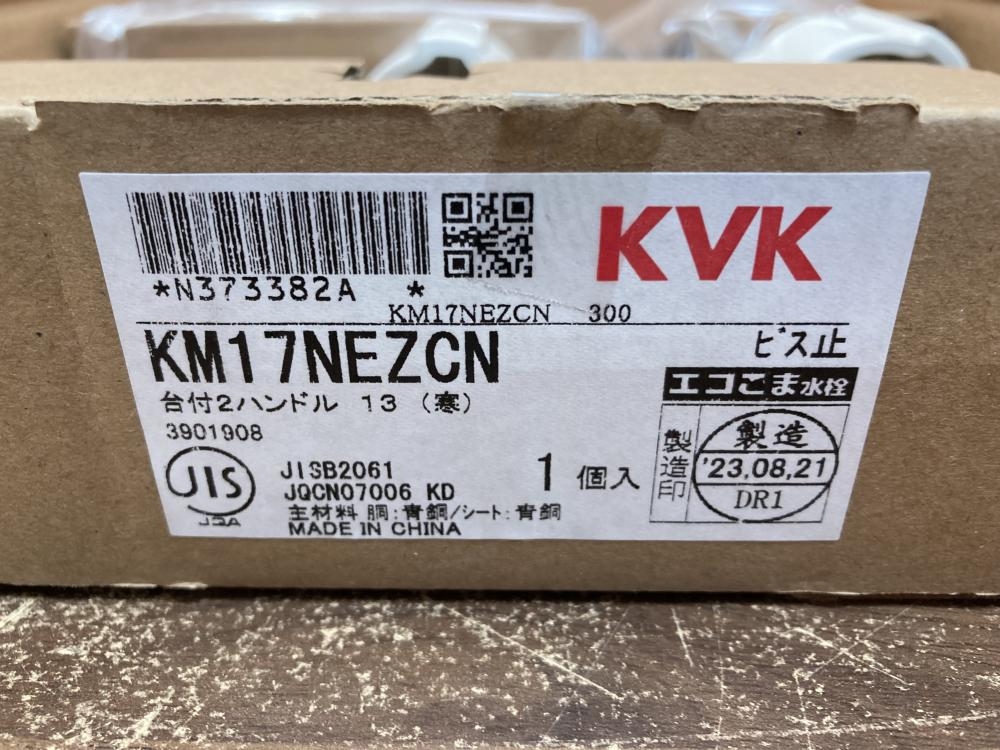 *N373382A *
KVK
KM17NEZCN 300
KM17NEZCN
ビス止
台付2ハンドル 13 (寒)
エコこま水栓
3901908
JIS
JQA
JISB2061
JQCN07006 KD
主材料 胴:青銅/シート:青銅
MADE IN CHINA
1 個入
製造印
製造
'23,08,21
DR1